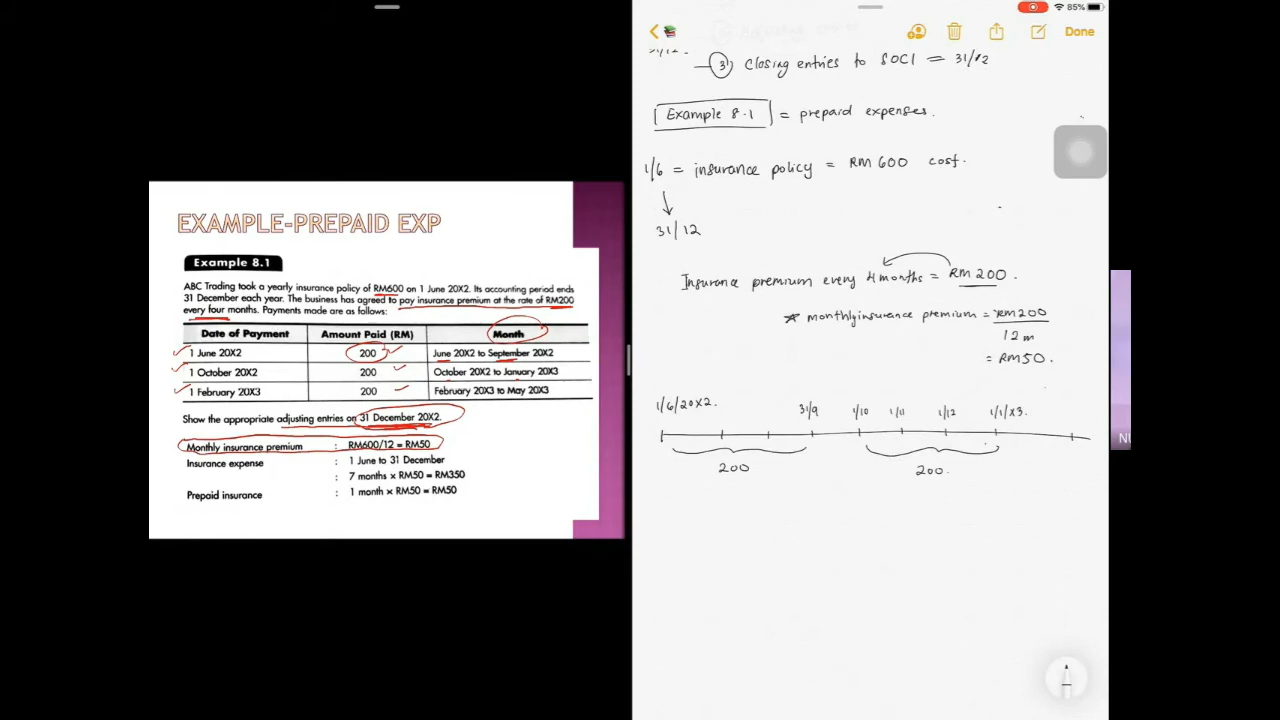 EXAMPLE-PREPAID EXP
Example 8.1
ABC Trading took a yearly insurance policy of RM600 on 1 June 20X2. Its accounting period ends
31 December each year. The business has agreed to pay insurance premium at the rate of RM200
every four months. Payments made are as follows:
Date of Payment Amount Paid (RM) Month
1 June 20X2 200 June 20X2 to September 20X2
1 October 20X2 200 October 20X2 to January 20X3
1 February 20X3 200 February 20X3 to May 20X3
Show the appropriate adjusting entries on 31 December 20X2.
Monthly insurance premium : RM600/12 = RM50
Insurance expense : 1 June to 31 December
: 7 months x RM50 = RM350
Prepaid insurance : 1 month x RM50 = RM50
85%
Done
3) closing entries to SOCI = 31/12
Example 8.1 = prepaid expenses.
1/6 = insurance policy = RM 600 cost.
31/12
Insurance premium every 4 months = RM 200.
* monthly insurance premium = RM200
12 m
= RM50.
1/6/20X2. 31/9 1/10 1/11 1/12 1/1/X3.
200 200.